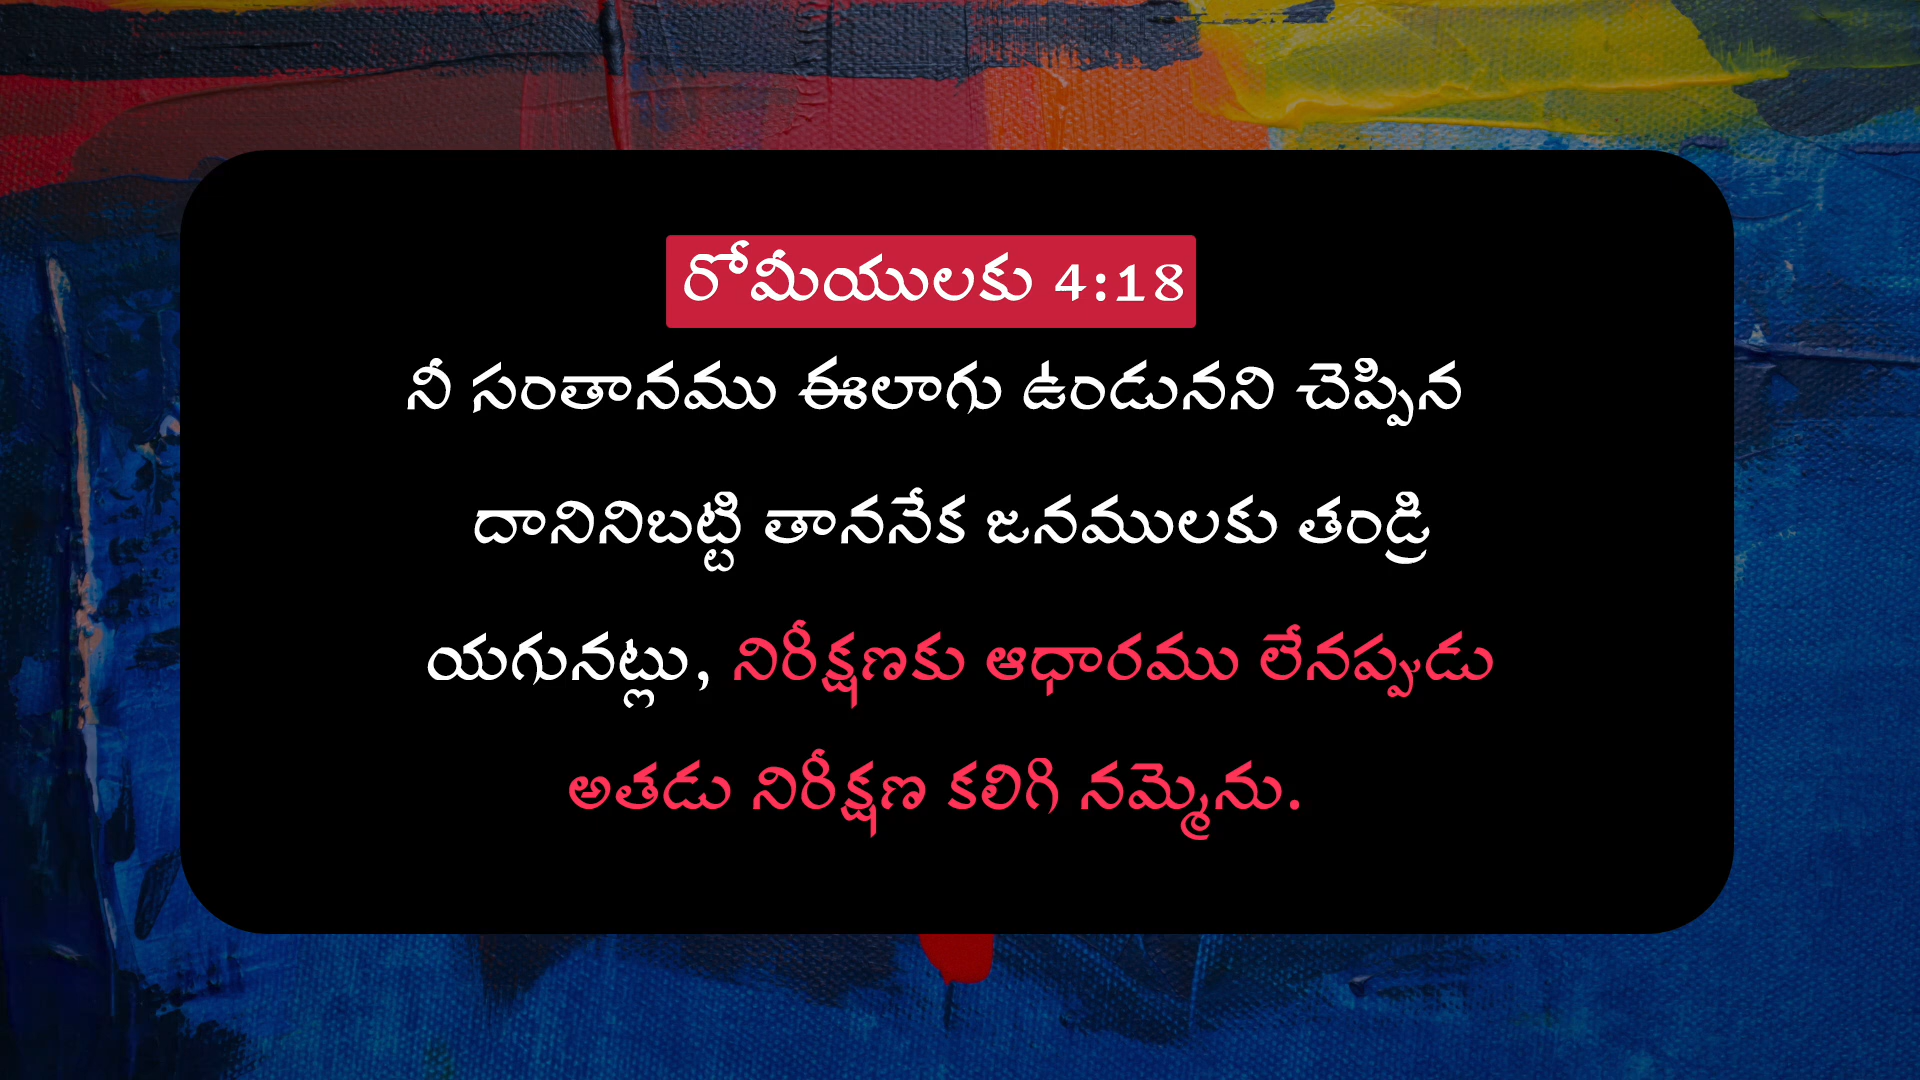 రోమీయులకు 4:18
నీ సంతానము ఈలాగు ఉండునని చెప్పిన
దానినిబట్టి తాననేక జనములకు తండ్రి
యగునట్లు, నిరీక్షణకు ఆధారము లేనప్పుడు
అతడు నిరీక్షణ కలిగి నమ్మెను.